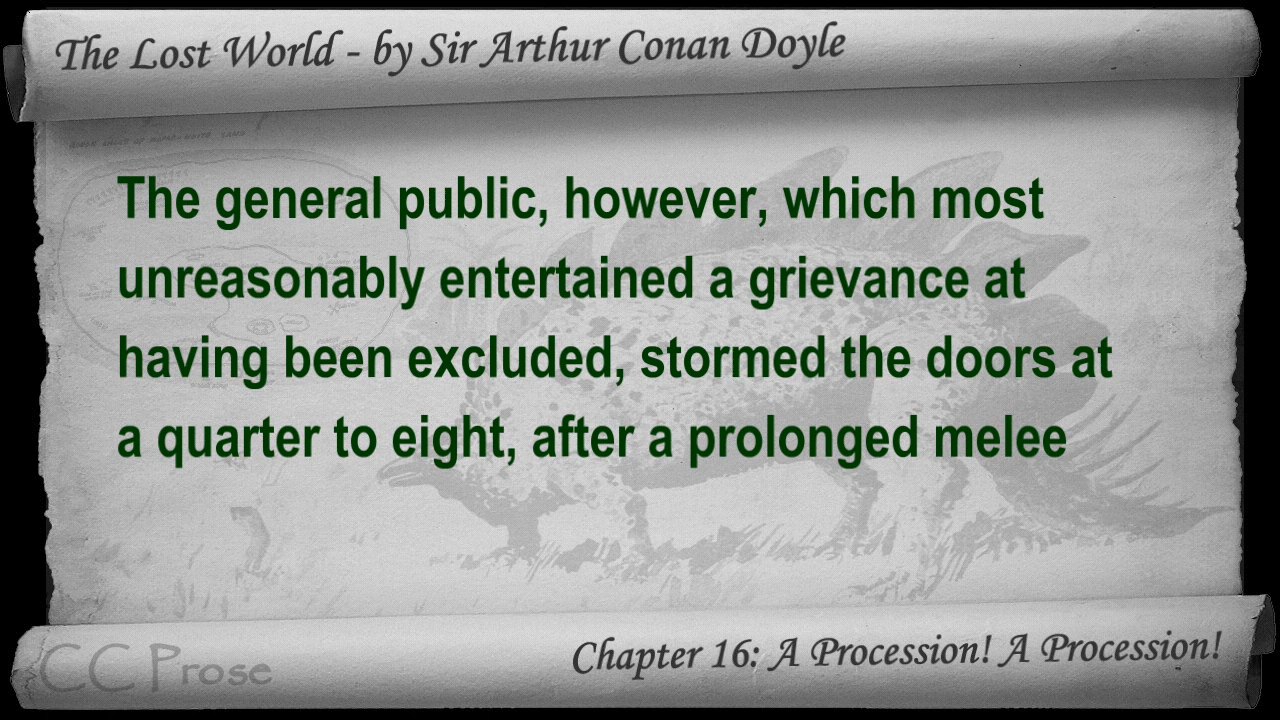 The Lost World - by Sir Arthur Conan Doyle
The general public, however, which most
unreasonably entertained a grievance at
having been excluded, stormed the doors at
a quarter to eight, after a prolonged melee
CC Prose
Chapter 16: A Procession! A Procession!